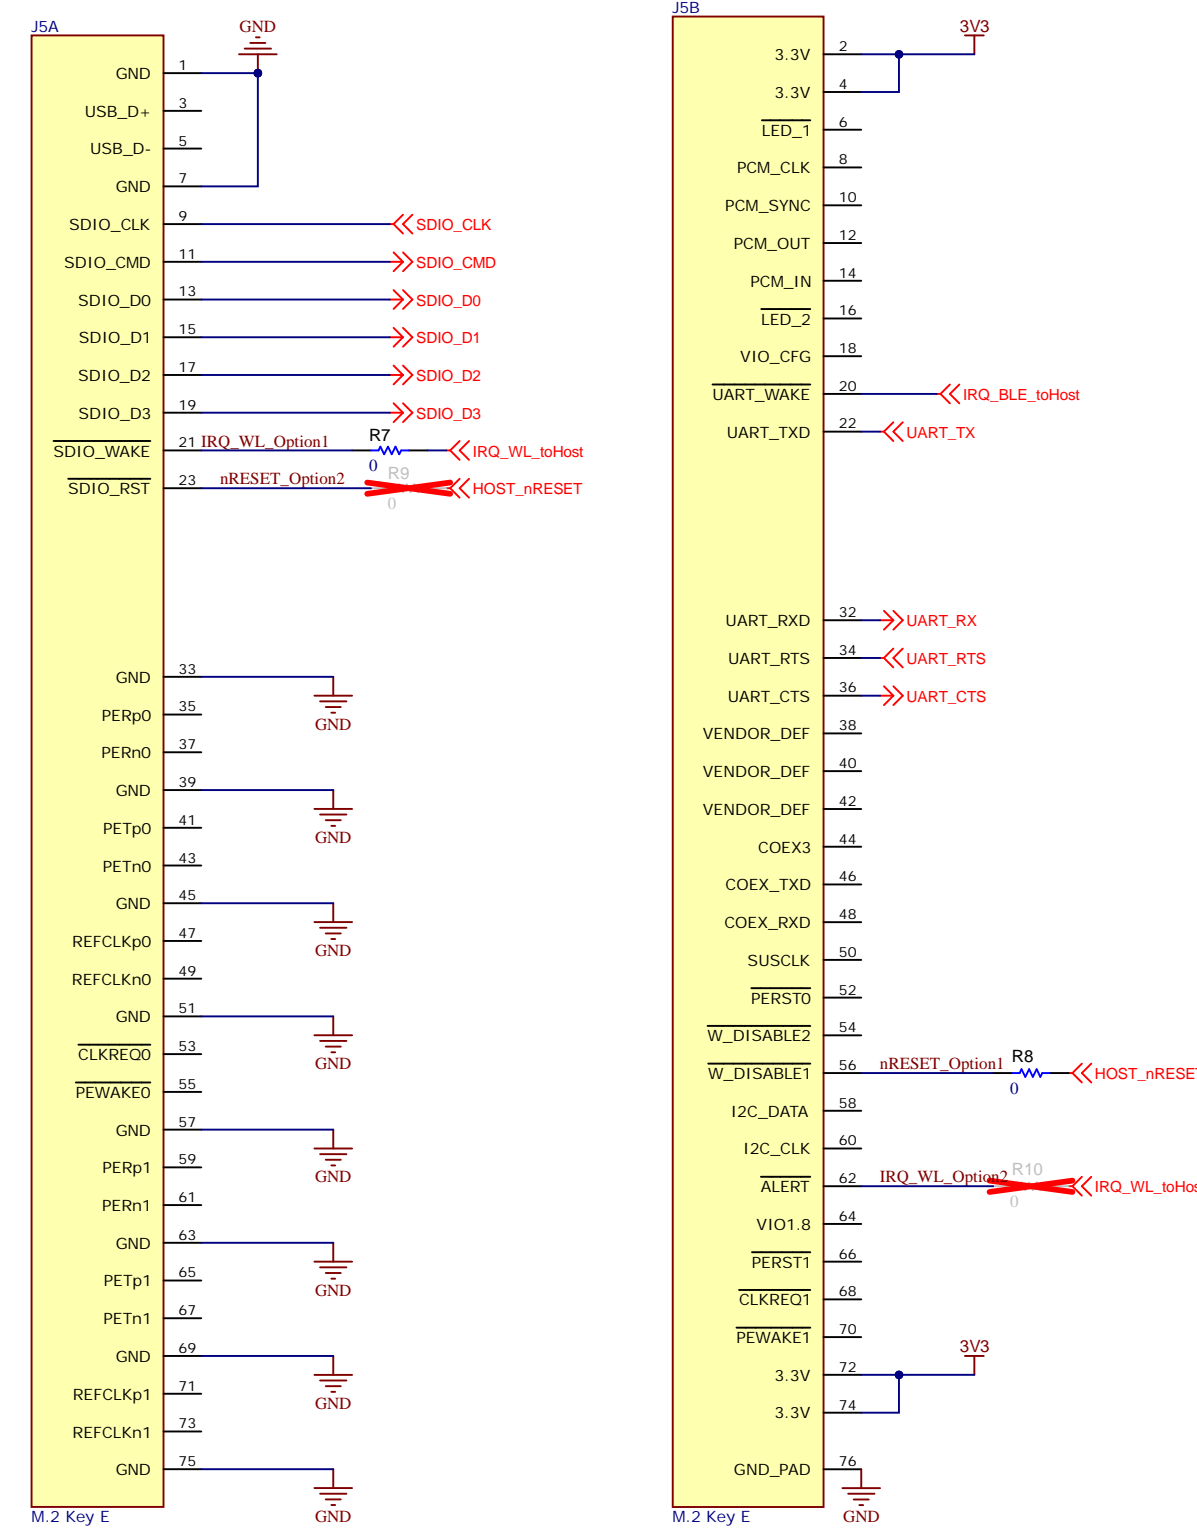 J5A
GND
GND 1
USB_D+ 3
USB_D- 5
GND 7
SDIO_CLK 9 SDIO_CLK
SDIO_CMD 11 SDIO_CMD
SDIO_D0 13 SDIO_D0
SDIO_D1 15 SDIO_D1
SDIO_D2 17 SDIO_D2
SDIO_D3 19 SDIO_D3
SDIO_WAKE 21 IRQ_WL_Option1 R7 0 IRQ_WL_toHost
SDIO_RST 23 nRESET_Option2 R9 0 HOST_nRESET
GND 33
GND
PERp0 35
PERn0 37
GND 39
GND
PETp0 41
PETn0 43
GND 45
GND
REFCLKp0 47
REFCLKn0 49
GND 51
GND
CLKREQ0 53
PEWAKE0 55
GND 57
GND
PERp1 59
PERn1 61
GND 63
GND
PETp1 65
PETn1 67
GND 69
GND
REFCLKp1 71
REFCLKn1 73
GND 75
GND
M.2 Key E
J5B
3V3
3.3V 2
3.3V 4
LED_1 6
PCM_CLK 8
PCM_SYNC 10
PCM_OUT 12
PCM_IN 14
LED_2 16
VIO_CFG 18
UART_WAKE 20 IRQ_BLE_toHost
UART_TXD 22 UART_TX
UART_RXD 32 UART_RX
UART_RTS 34 UART_RTS
UART_CTS 36 UART_CTS
VENDOR_DEF 38
VENDOR_DEF 40
VENDOR_DEF 42
COEX3 44
COEX_TXD 46
COEX_RXD 48
SUSCLK 50
PERST0 52
W_DISABLE2 54
W_DISABLE1 56 nRESET_Option1 R8 0 HOST_nRESE
I2C_DATA 58
I2C_CLK 60
ALERT 62 IRQ_WL_Option2 R10 0 IRQ_WL_toHos
VIO1.8 64
PERST1 66
CLKREQ1 68
PEWAKE1 70
3V3
3.3V 72
3.3V 74
GND_PAD 76
GND
M.2 Key E